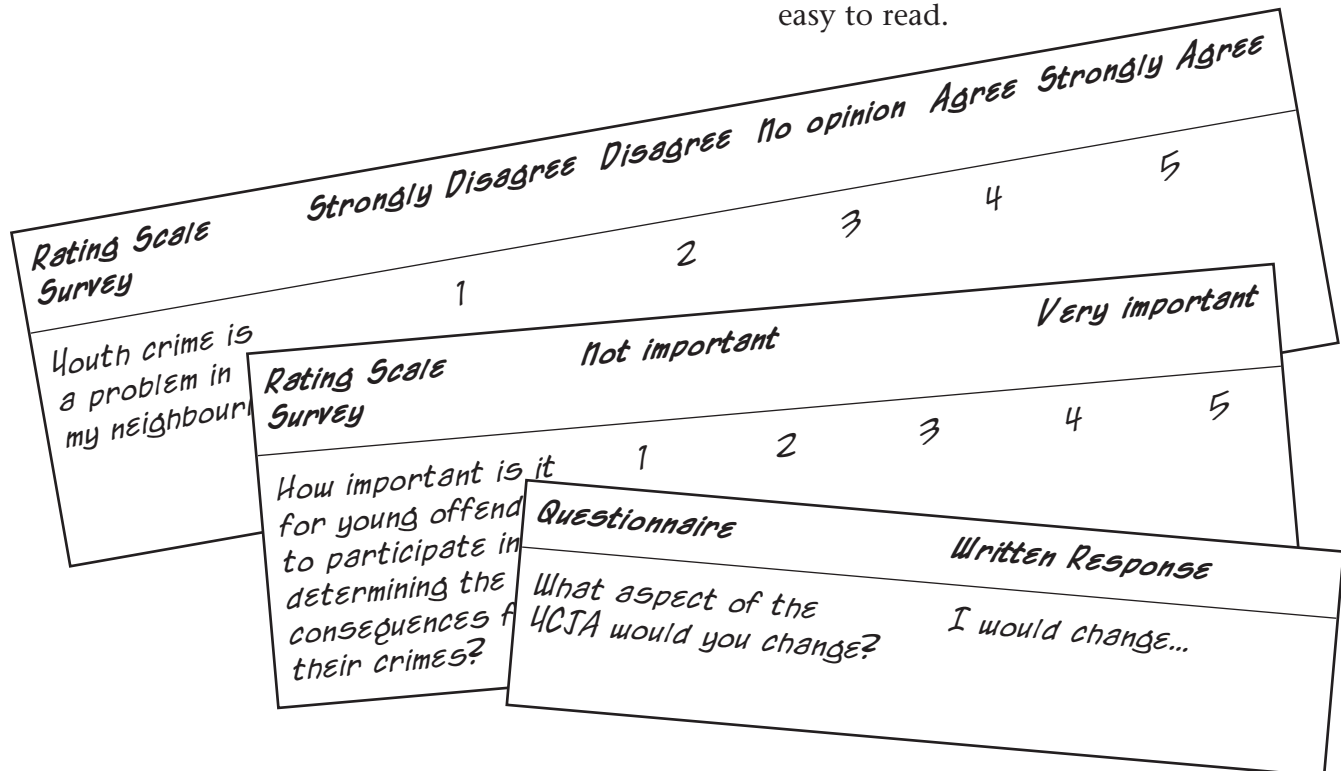 easy to read.
Strongly Disagree Disagree No opinion Agree Strongly Agree
Rating Scale
Survey
1 2 3 4 5
Youth crime is
a problem in
my
Not important Very important
Rating Scale
Survey
1 2 3 4 5
How important is it
for young
to participate in
determining the
consequences
their crimes?
Questionnaire Written Response
What aspect of the
YCJA would you change?
I would change...